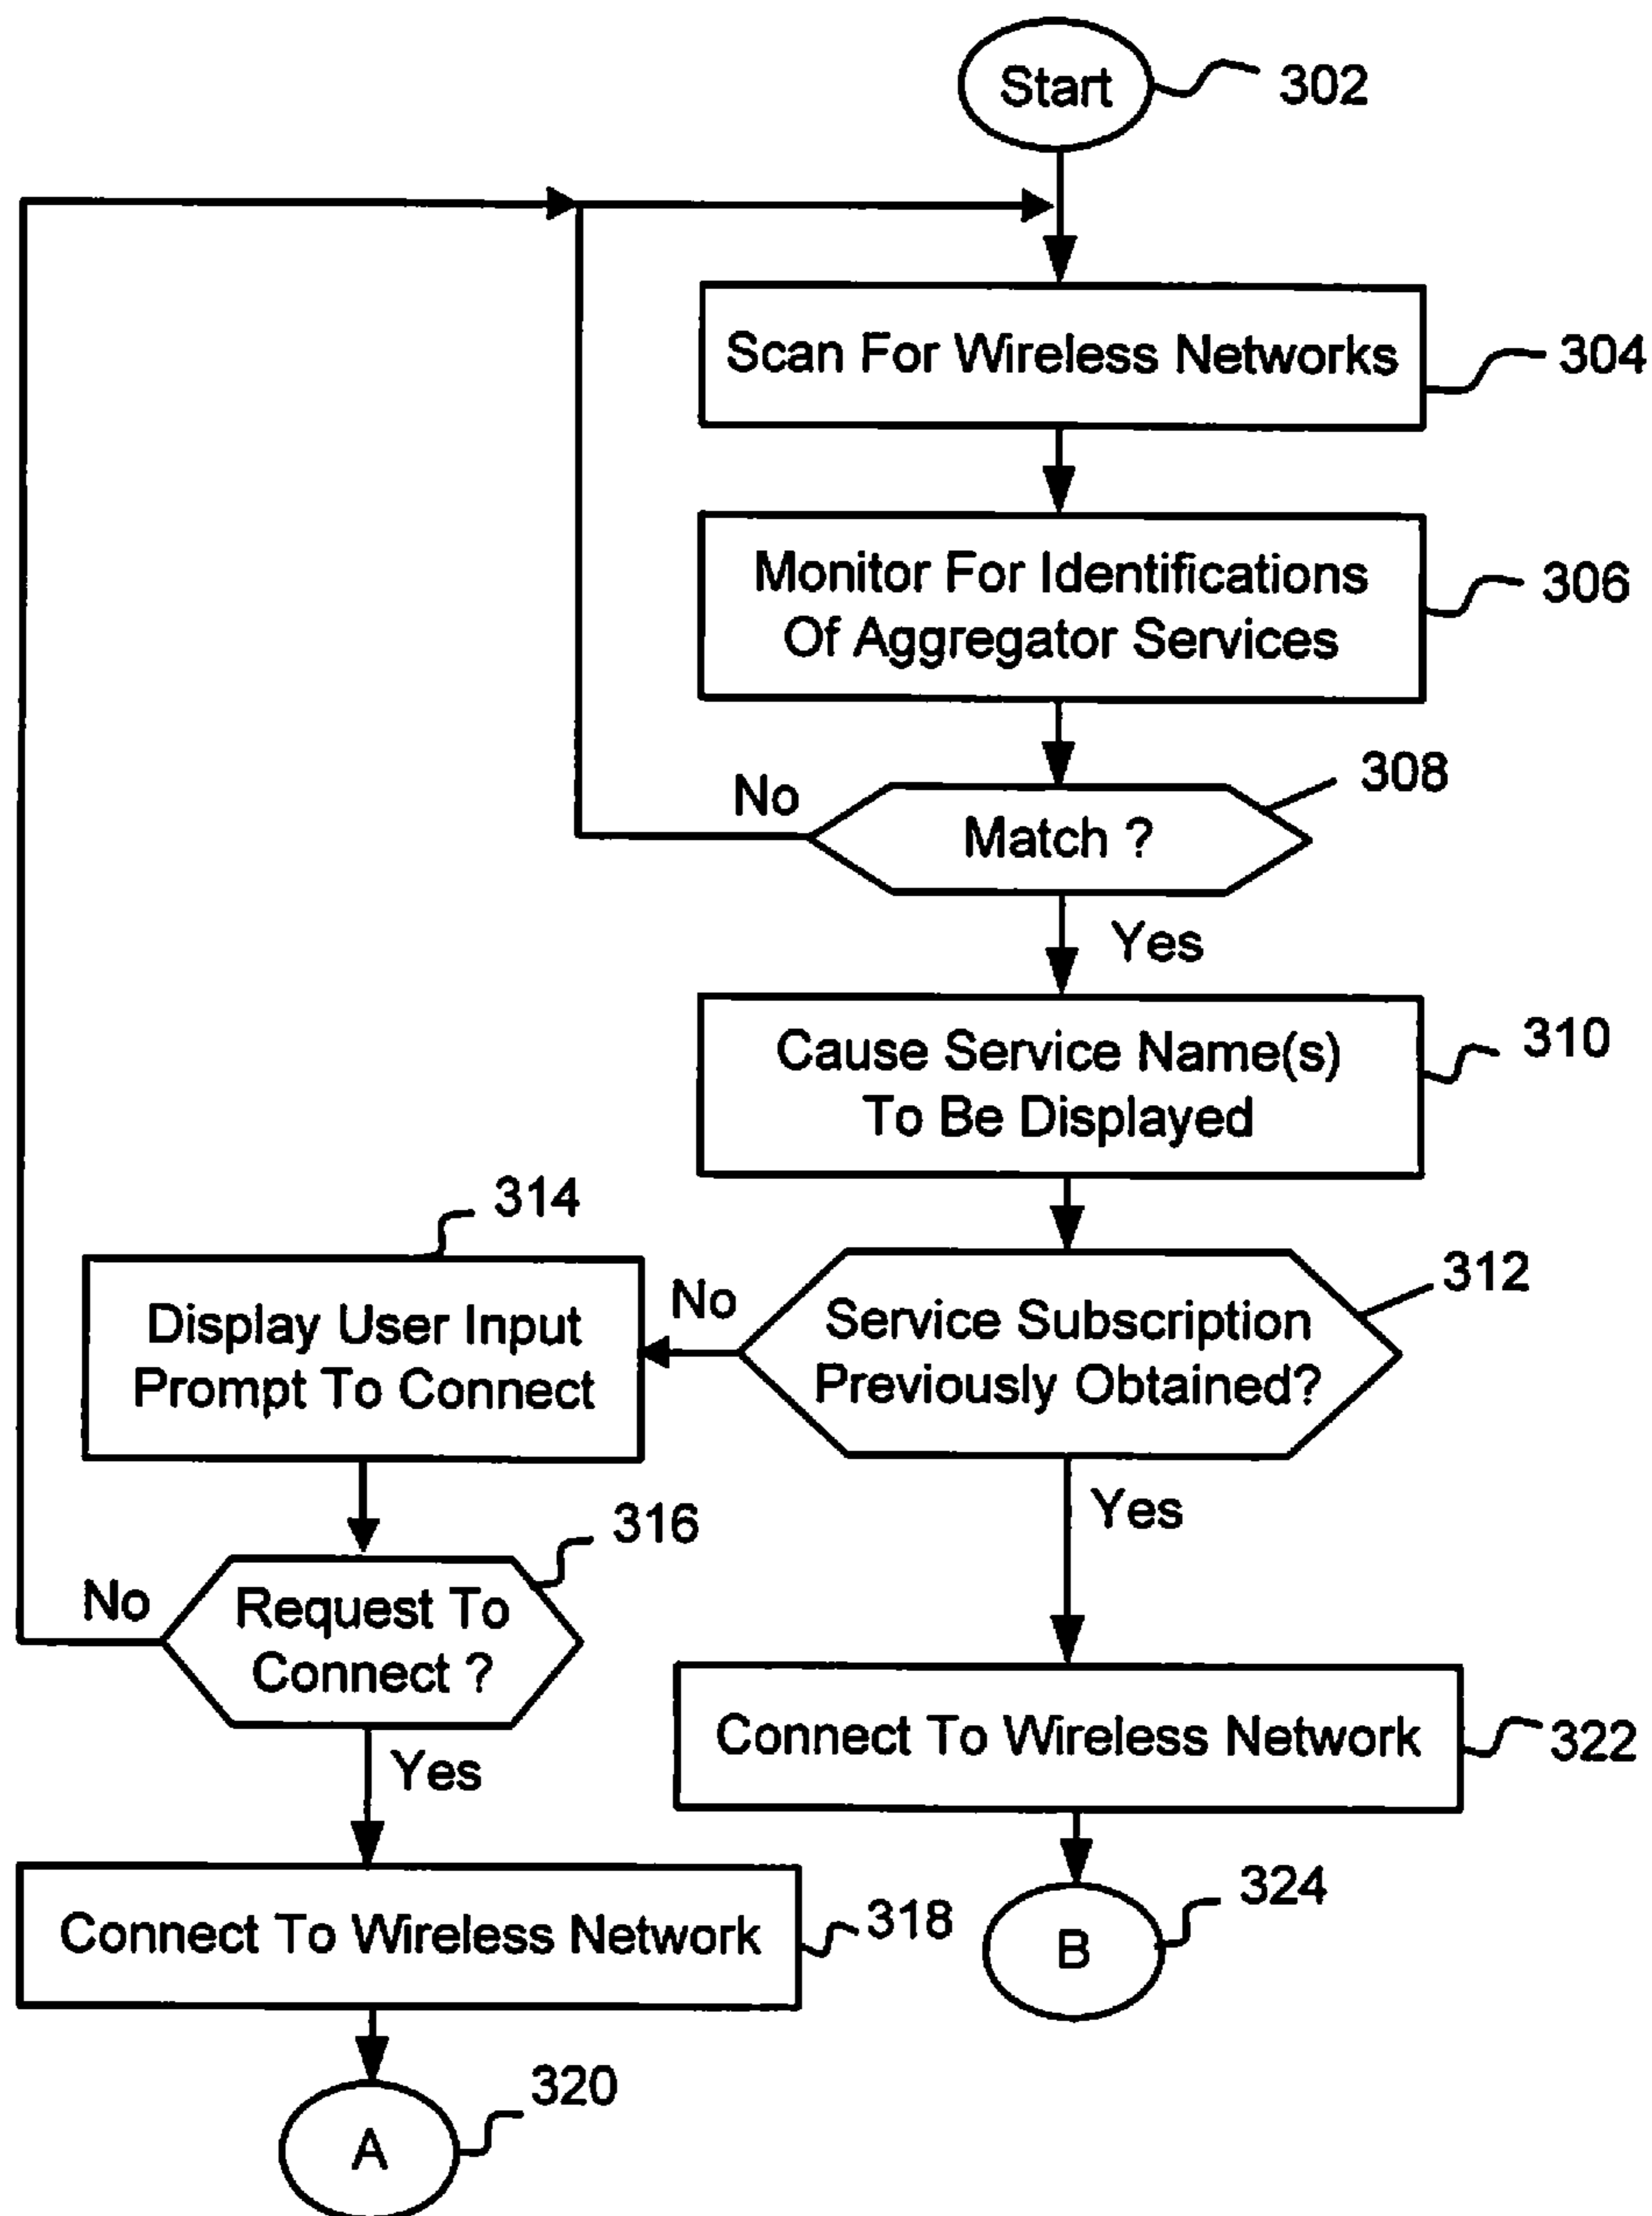 Start
302
Scan For Wireless Networks
304
Monitor For Identifications
Of Aggregator Services
306
Match ?
308
No
Yes
Cause Service Name(s)
To Be Displayed
310
Service Subscription
Previously Obtained?
312
No
Yes
Display User Input
Prompt To Connect
314
Request To
Connect ?
316
No
Yes
Connect To Wireless Network
322
Connect To Wireless Network
318
B
324
A
320